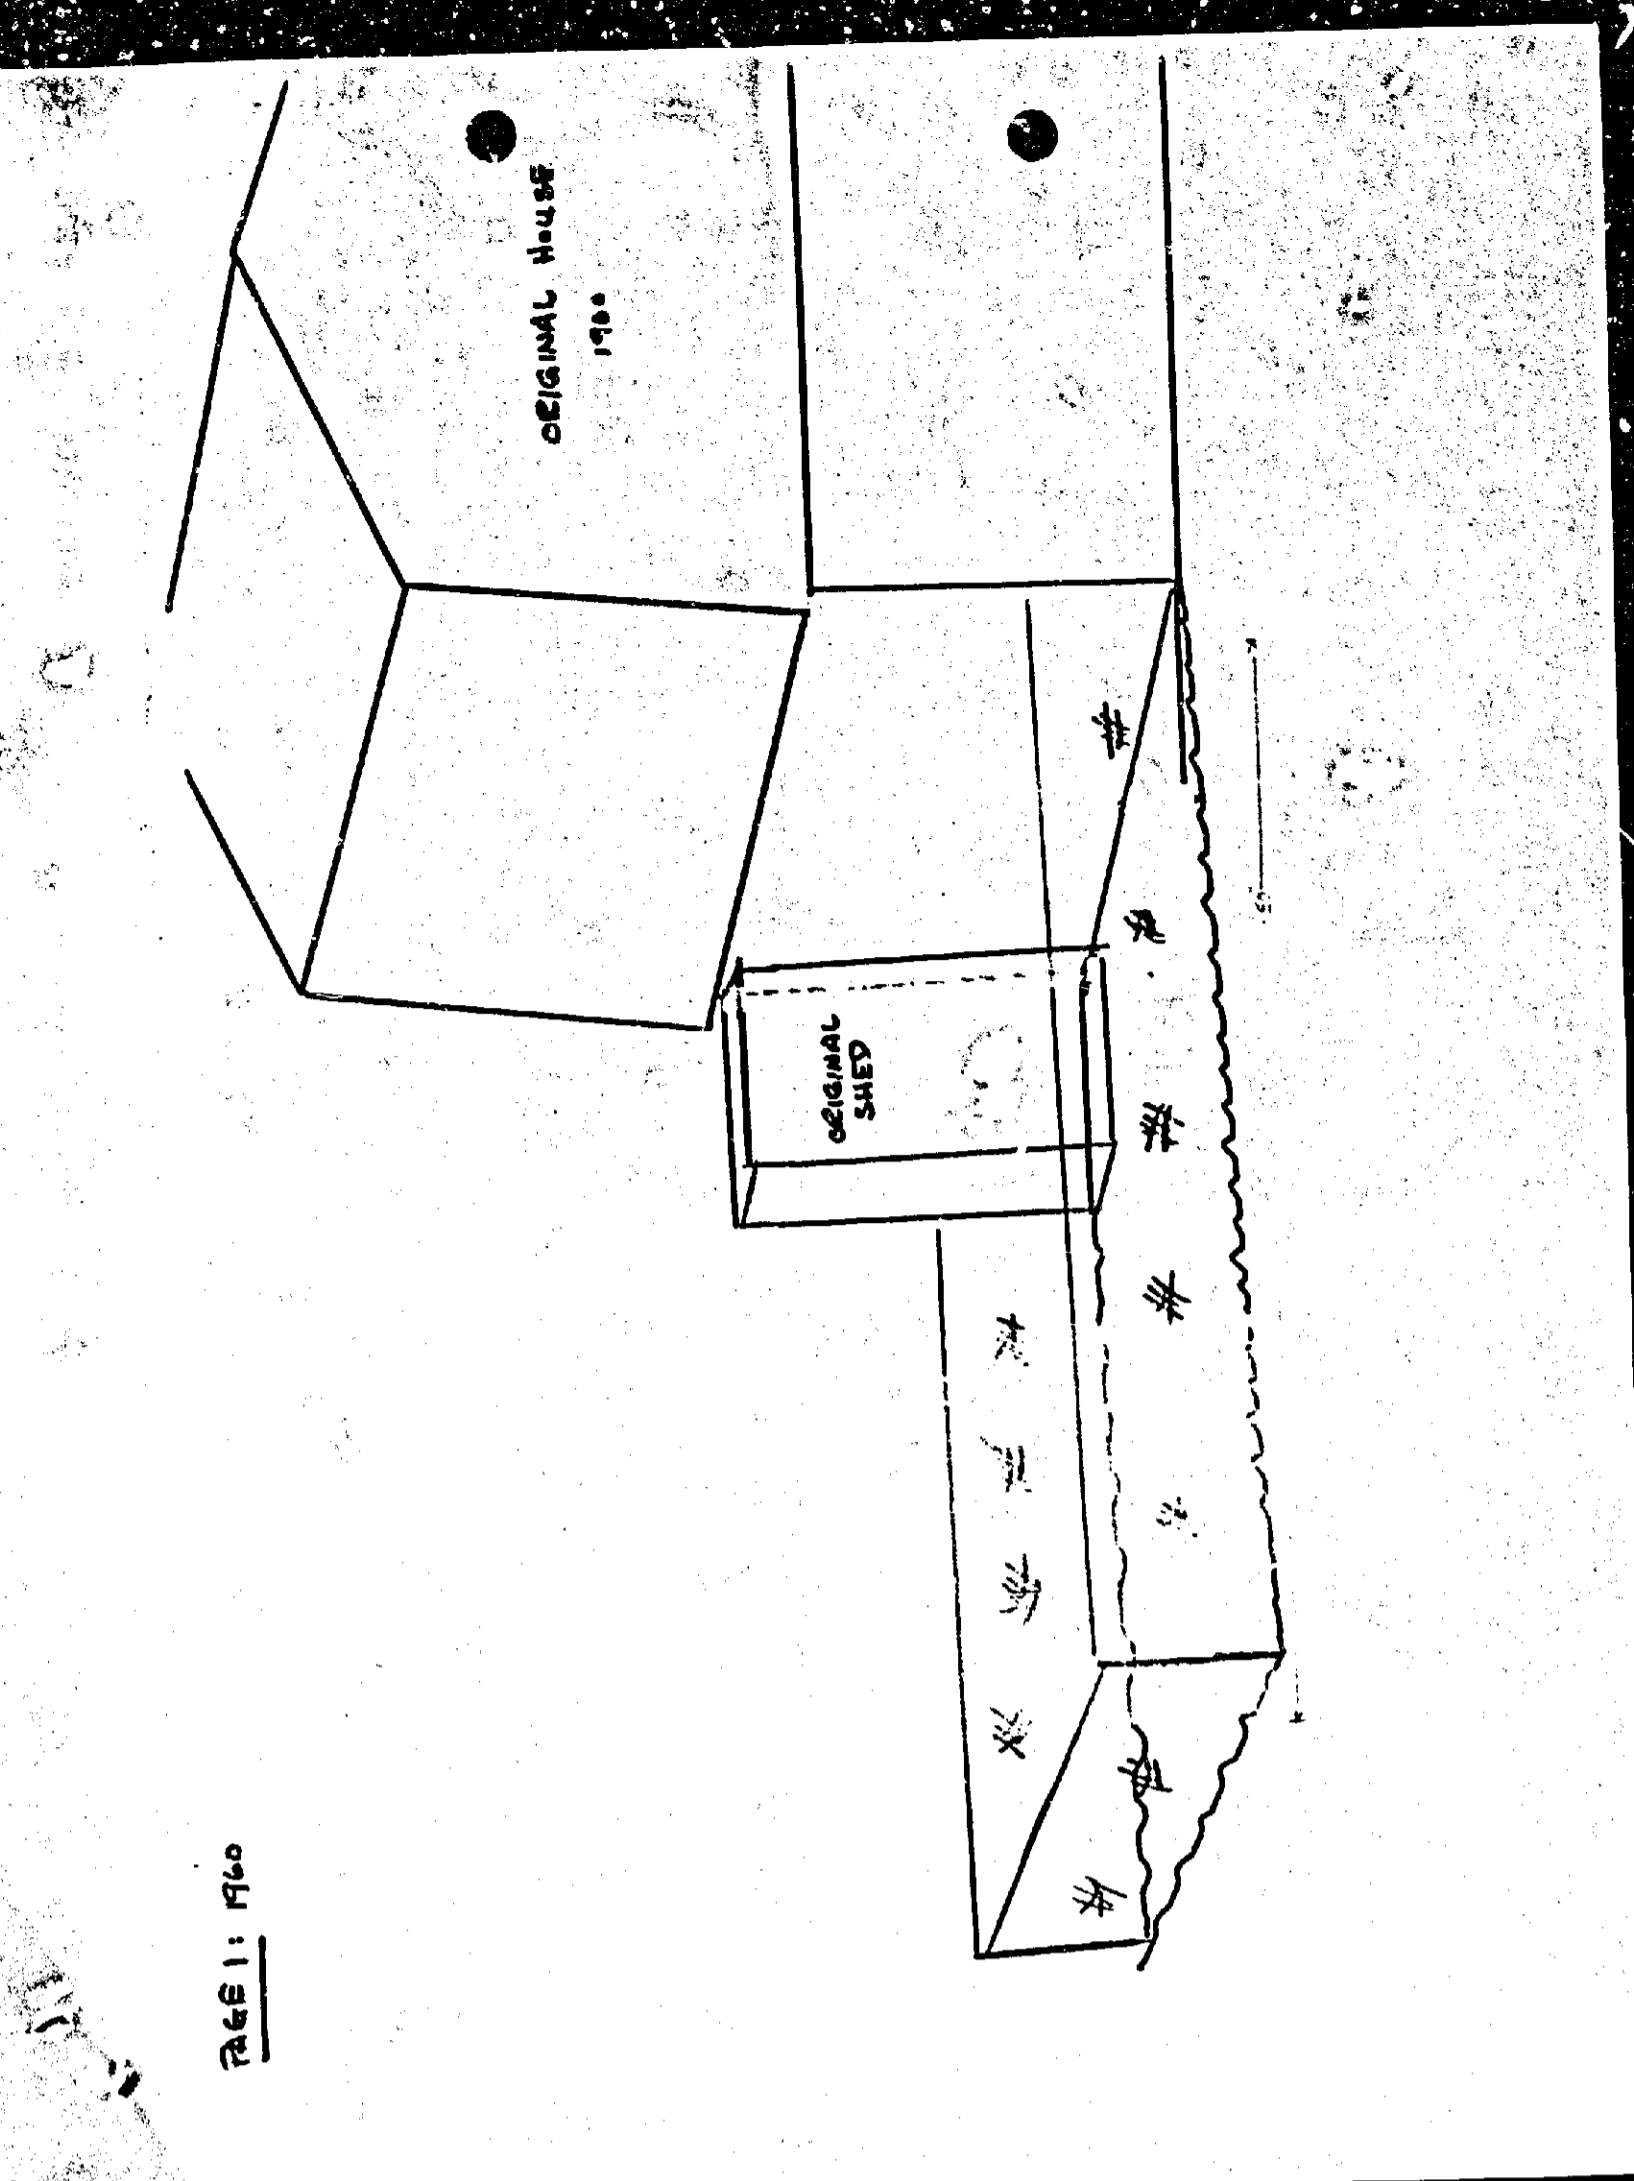 PAGE 1: 1960
ORIGINAL HOUSE
1900
ORIGINAL
SHED